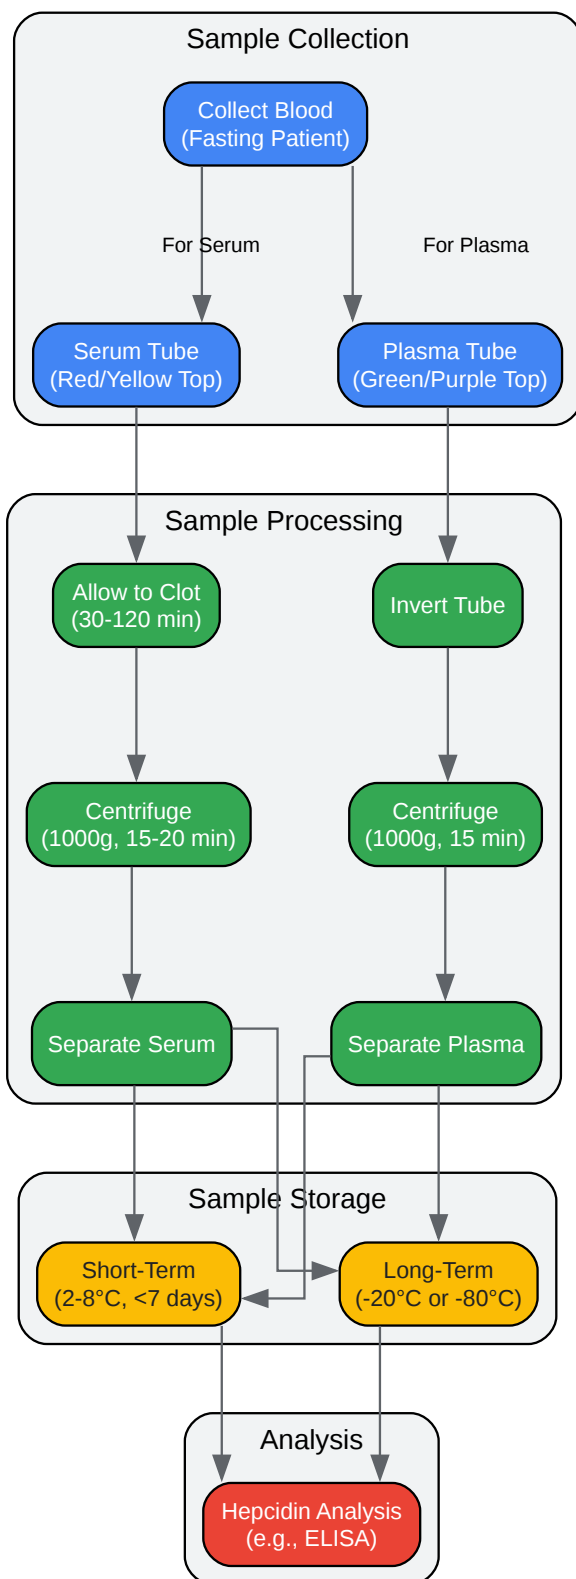 Sample Collection
Collect Blood
(Fasting Patient)
For Serum
For Plasma
Serum Tube
(Red/Yellow Top)
Plasma Tube
(Green/Purple Top)
Sample Processing
Allow to Clot
(30-120 min)
Invert Tube
Centrifuge
(1000g, 15-20 min)
Centrifuge
(1000g, 15 min)
Separate Serum
Separate Plasma
Sample Storage
Short-Term
(2-8°C, <7 days)
Long-Term
(-20°C or -80°C)
Analysis
Hepcidin Analysis
(e.g., ELISA)